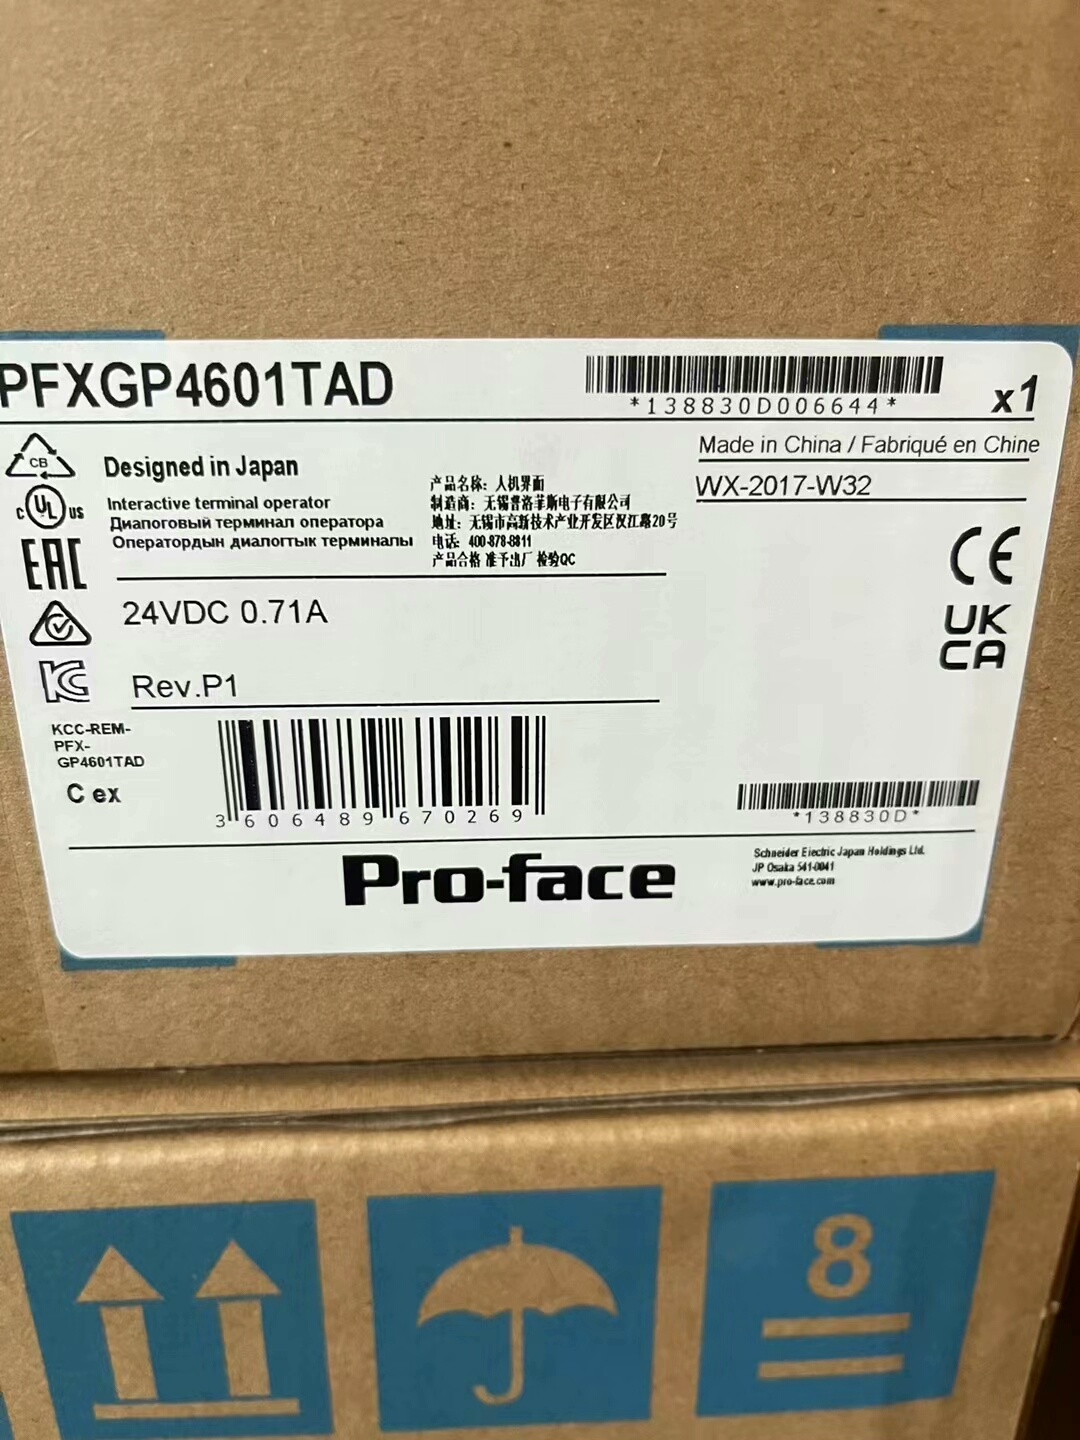 PFXGP4601TAD
*138830D006644*
x1
Made in China / Fabriqué en Chine
WX-2017-W32
CB
Designed in Japan
Interactive terminal operator
Диалоговый терминал оператора
Оператордын диалогтык терминалы
产品名称: 人机界面
制造商: 无锡普洛菲斯电子有限公司
地址: 无锡市高新技术产业开发区汉江路20号
电话: 400-878-8811
产品合格 准予出厂 检验QC
C UL US
EAC
CE
UK
CA
24VDC 0.71A
Rev.P1
KC
KCC-REM-
PFX-
GP4601TAD
C ex
3606489670269
*138830D*
Pro-face
Schneider Electric Japan Holdings Ltd.
JP Osaka 541-0041
www.pro-face.com
8